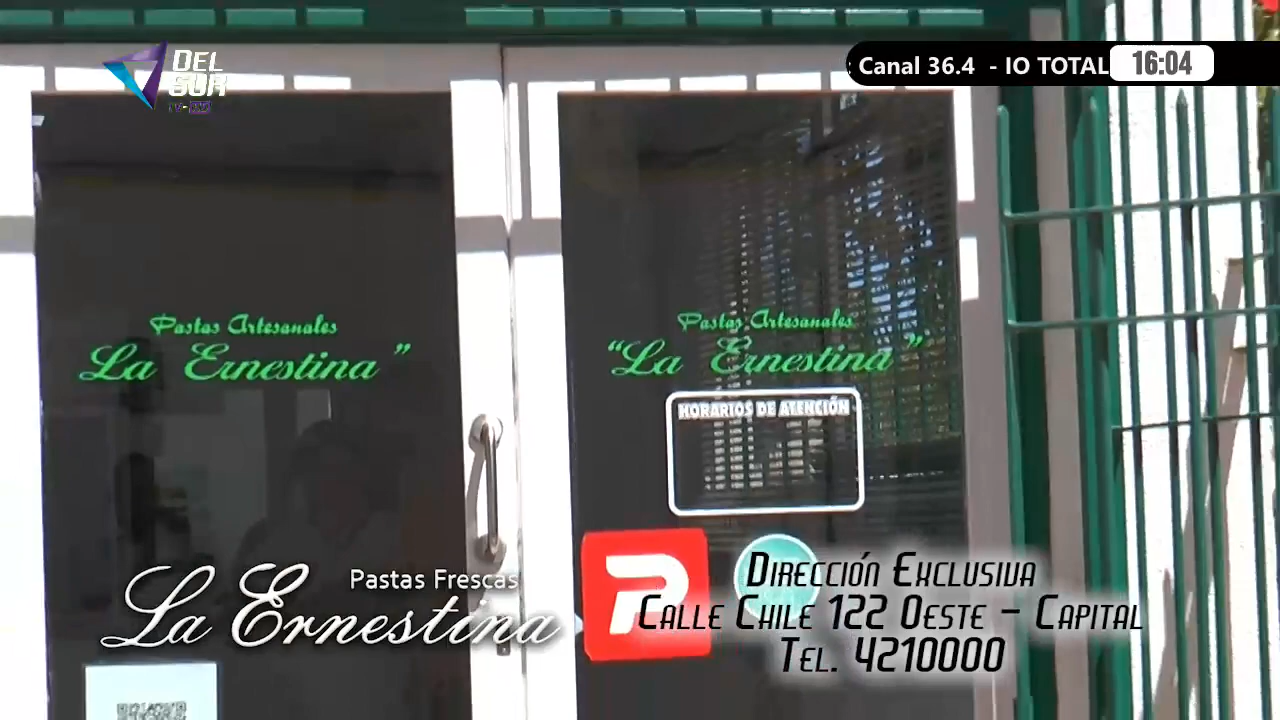 DEL
SUR
: Canal 36.4 - IO TOTAL
16:04
Pastas Artesanales
La Ernestina”
Pastas Artesanales
“La Ernestina”
HORARIOS DE ATENCIÓN
Pastas Frescas
La Ernestina
P
DIRECCIÓN EXCLUSIVA
CALLE CHILE 122 OESTE - CAPITAL
TEL. 4210000